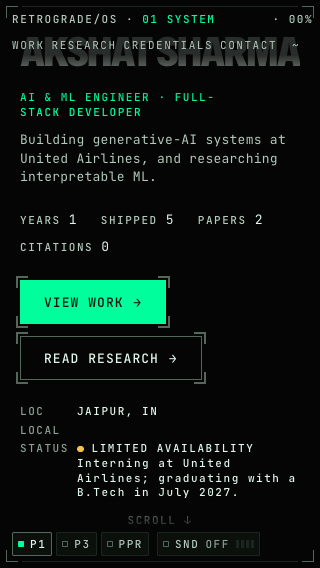 RETROGRADE/OS · 01 SYSTEM · 00%
WORK RESEARCH CREDENTIALS CONTACT ~
AKSHAT SHARMA
AI & ML ENGINEER · FULL-
STACK DEVELOPER
Building generative-AI systems at
United Airlines, and researching
interpretable ML.
YEARS 1 SHIPPED 5 PAPERS 2
CITATIONS 0
VIEW WORK →
READ RESEARCH →
LOC JAIPUR, IN
LOCAL
STATUS LIMITED AVAILABILITY
Interning at United
Airlines; graduating with a
B.Tech in July 2027.
SCROLL ↓
P1 P3 PPR SND OFF